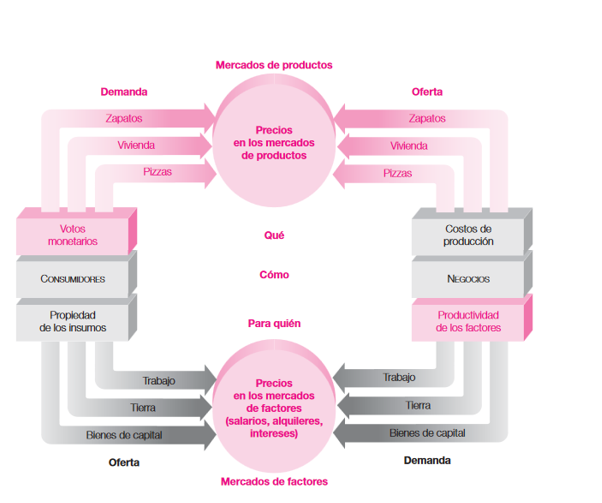 Mercados de productos
Demanda
Oferta
Zapatos
Zapatos
Vivienda
Precios
en los mercados
de productos
Vivienda
Pizzas
Pizzas
Votos
monetarios
Qué
Costos de
producción
CONSUMIDORES
Cómo
NEGOCIOS
Propiedad
de los insumos
Para quién
Productividad
de los factores
Trabajo
Precios
en los mercados
de factores
(salarios, alquileres,
intereses)
Trabajo
Tierra
Tierra
Bienes de capital
Bienes de capital
Oferta
Demanda
Mercados de factores